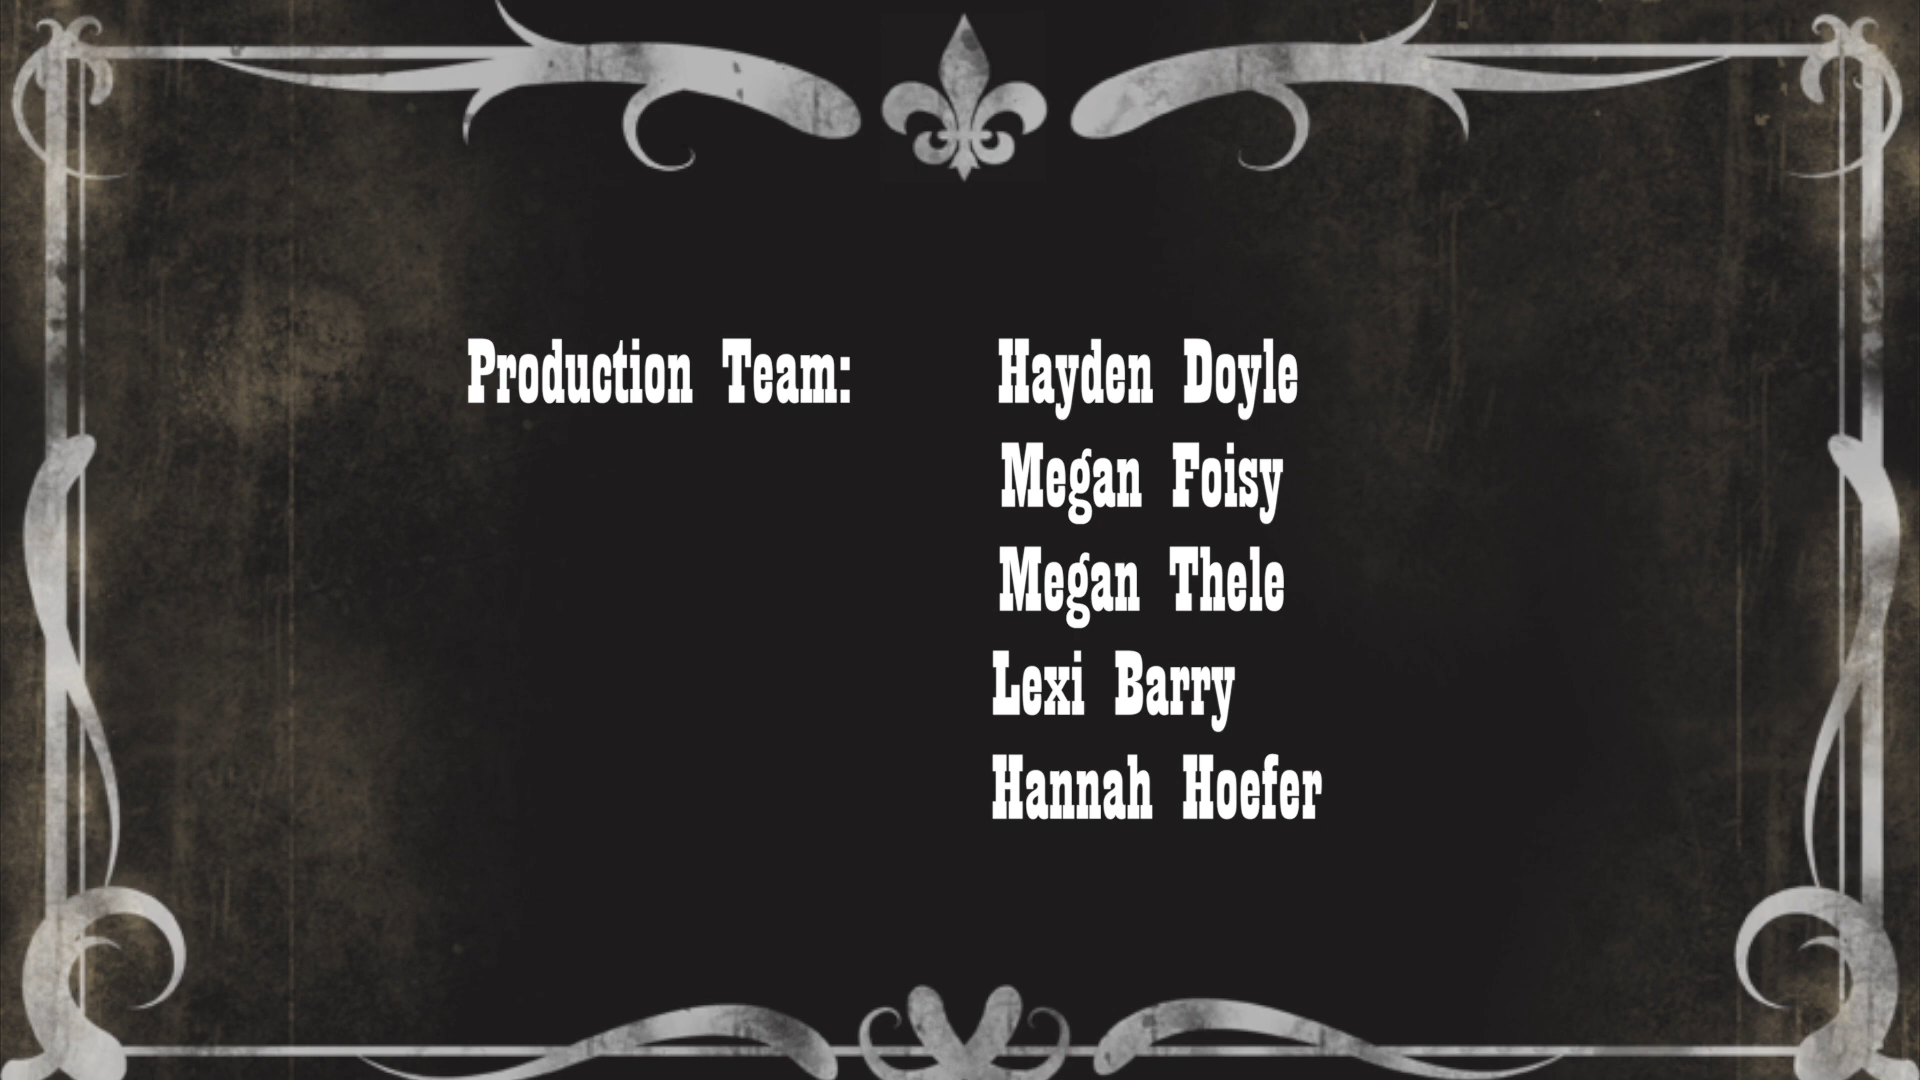 Production Team: Hayden Doyle
Megan Foisy
Megan Thele
Lexi Barry
Hannah Hoefer